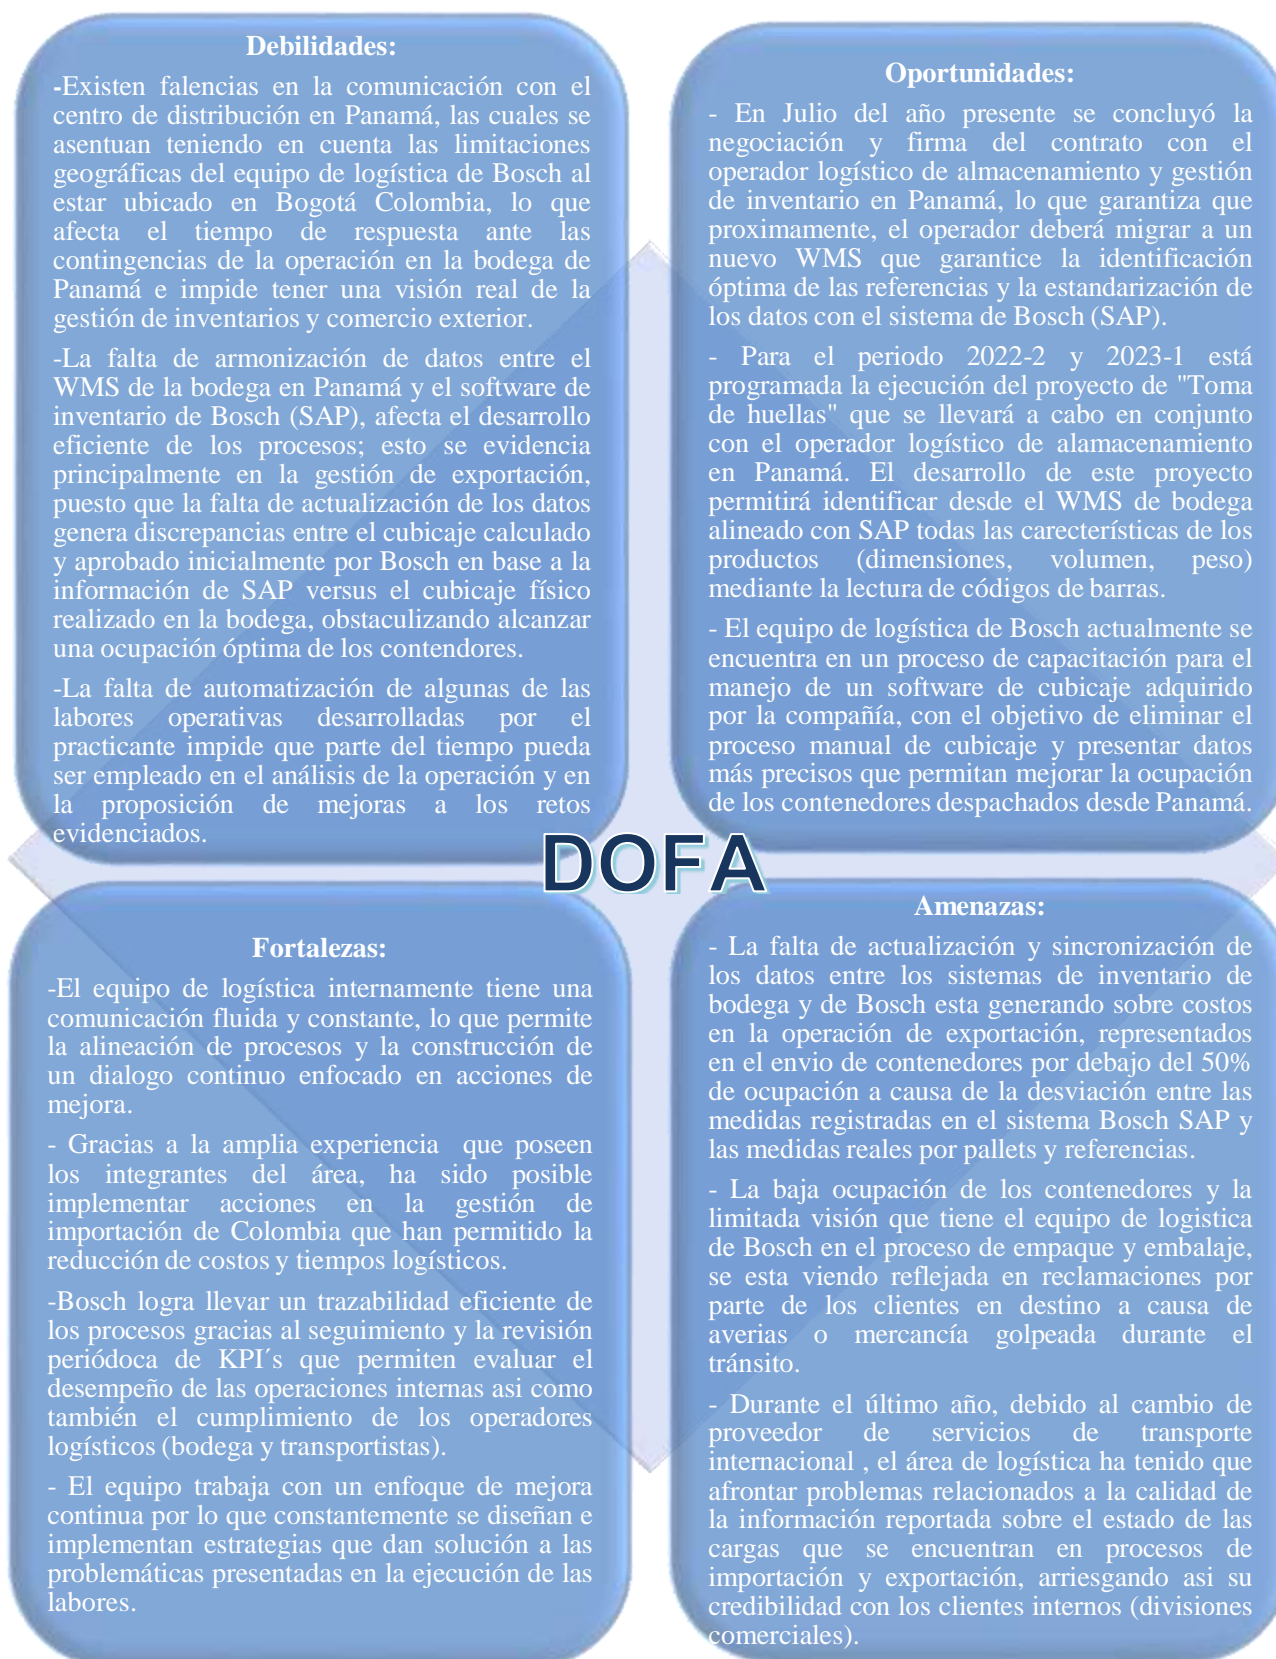 Debilidades:
-Existen falencias en la comunicación con el
centro de distribución en Panamá, las cuales se
asentuan teniendo en cuenta las limitaciones
geográficas del equipo de logística de Bosch al
estar ubicado en Bogotá Colombia, lo que
afecta el tiempo de respuesta ante las
contingencias de la operación en la bodega de
Panamá e impide tener una visión real de la
gestión de inventarios y comercio exterior.
-La falta de armonización de datos entre el
WMS de la bodega en Panamá y el software de
inventario de Bosch (SAP), afecta el desarrollo
eficiente de los procesos; esto se evidencia
principalmente en la gestión de exportación,
puesto que la falta de actualización de los datos
genera discrepancias entre el cubicaje calculado
y aprobado inicialmente por Bosch en base a la
información de SAP versus el cubicaje físico
realizado en la bodega, obstaculizando alcanzar
una ocupación óptima de los contendores.
-La falta de automatización de algunas de las
labores operativas desarrolladas por el
practicante impide que parte del tiempo pueda
ser empleado en el análisis de la operación y en
la proposición de mejoras a los retos
evidenciados.
Oportunidades:
- En Julio del año presente se concluyó la
negociación y firma del contrato con el
operador logístico de almacenamiento y gestión
de inventario en Panamá, lo que garantiza que
proximamente, el operador deberá migrar a un
nuevo WMS que garantice la identificación
óptima de las referencias y la estandarización de
los datos con el sistema de Bosch (SAP).
- Para el periodo 2022-2 y 2023-1 está
programada la ejecución del proyecto de "Toma
de huellas" que se llevará a cabo en conjunto
con el operador logístico de alamacenamiento
en Panamá. El desarrollo de este proyecto
permitirá identificar desde el WMS de bodega
alineado con SAP todas las carecterísticas de los
productos (dimensiones, volumen, peso)
mediante la lectura de códigos de barras.
- El equipo de logística de Bosch actualmente se
encuentra en un proceso de capacitación para el
manejo de un software de cubicaje adquirido
por la compañía, con el objetivo de eliminar el
proceso manual de cubicaje y presentar datos
más precisos que permitan mejorar la ocupación
de los contenedores despachados desde Panamá.
DOFA
Fortalezas:
-El equipo de logística internamente tiene una
comunicación fluida y constante, lo que permite
la alineación de procesos y la construcción de
un dialogo continuo enfocado en acciones de
mejora.
- Gracias a la amplia experiencia que poseen
los integrantes del área, ha sido posible
implementar acciones en la gestión de
importación de Colombia que han permitido la
reducción de costos y tiempos logísticos.
-Bosch logra llevar un trazabilidad eficiente de
los procesos gracias al seguimiento y la revisión
periódoca de KPI´s que permiten evaluar el
desempeño de las operaciones internas asi como
también el cumplimiento de los operadores
logísticos (bodega y transportistas).
- El equipo trabaja con un enfoque de mejora
continua por lo que constantemente se diseñan e
implementan estrategias que dan solución a las
problemáticas presentadas en la ejecución de las
labores.
Amenazas:
- La falta de actualización y sincronización de
los datos entre los sistemas de inventario de
bodega y de Bosch esta generando sobre costos
en la operación de exportación, representados
en el envio de contenedores por debajo del 50%
de ocupación a causa de la desviación entre las
medidas registradas en el sistema Bosch SAP y
las medidas reales por pallets y referencias.
- La baja ocupación de los contenedores y la
limitada visión que tiene el equipo de logistica
de Bosch en el proceso de empaque y embalaje,
se esta viendo reflejada en reclamaciones por
parte de los clientes en destino a causa de
averias o mercancía golpeada durante el
tránsito.
- Durante el último año, debido al cambio de
proveedor de servicios de transporte
internacional , el área de logística ha tenido que
afrontar problemas relacionados a la calidad de
la información reportada sobre el estado de las
cargas que se encuentran en procesos de
importación y exportación, arriesgando asi su
credibilidad con los clientes internos (divisiones
comerciales).